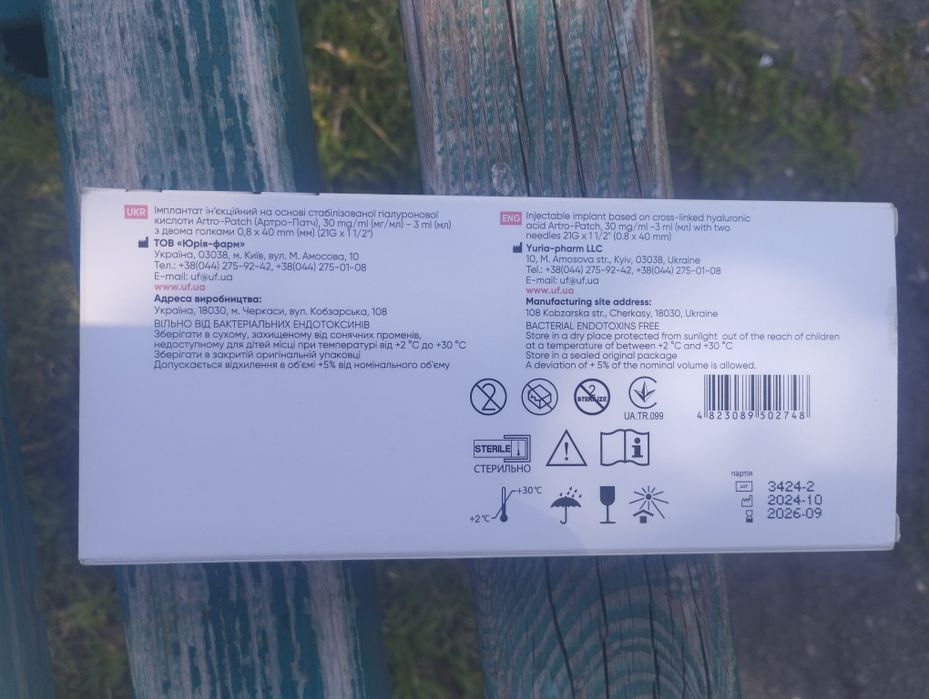 UKR Імплантат ін'єкційний на основі стабілізованої гіалуронової
кислоти Artro-Patch (Артро-Патч), 30 mg/ml (мг/мл) - 3 ml (мл)
з двома голками 0,8 x 40 mm (мм) (21G x 1 1/2")
ТОВ «Юрія-фарм»
Україна, 03038, м. Київ, вул. М. Амосова, 10
Тел.: +38(044) 275-92-42, +38(044) 275-01-08
E-mail: uf@uf.ua
www.uf.ua
Адреса виробництва:
Україна, 18030, м. Черкаси, вул. Кобзарська, 108
ВІЛЬНО ВІД БАКТЕРІАЛЬНИХ ЕНДОТОКСИНІВ
Зберігати в сухому, захищеному від сонячних променів,
недоступному для дітей місці при температурі від +2 °С до +30 °С
Зберігати в закритій оригінальній упаковці
Допускається відхилення в об'ємі +5% від номінального об'єму
ENG Injectable implant based on cross-linked hyaluronic
acid Artro-Patch, 30 mg/ml -3 ml (мл) with two
needles 21G x 1 1/2" (0.8 x 40 mm)
Yuria-pharm LLC
10, M. Amosova str., Kyiv, 03038, Ukraine
Tel.: +38(044) 275-92-42, +38(044) 275-01-08
E-mail: uf@uf.ua
www.uf.ua
Manufacturing site address:
108 Kobzarska str., Cherkasy, 18030, Ukraine
BACTERIAL ENDOTOXINS FREE
Store in a dry place protected from sunlight out of the reach of children
at a temperature of between +2 °C and +30 °C
Store in a sealed original package
A deviation of + 5% of the nominal volume is allowed.
2
2 STERILIZE
UA.TR.099
4 823089 502748
STERILE
СТЕРИЛЬНО
+2 °C +30 °C
партія
LOT 3424-2
2024-10
2026-09